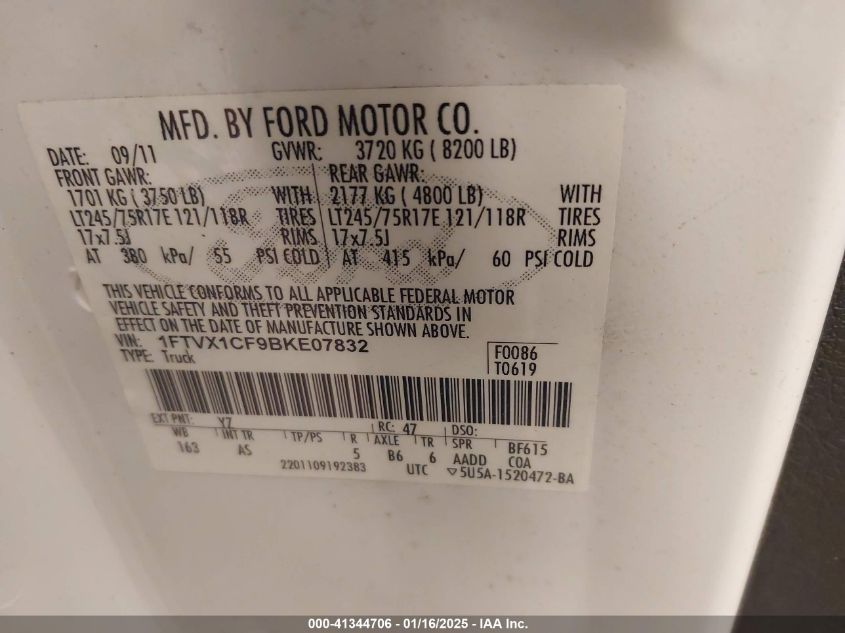 MFD. BY FORD MOTOR CO.
DATE: 09/11 GVWR: 3720 KG ( 8200 LB)
FRONT GAWR: REAR GAWR:
1701 KG ( 3750 LB) WITH 2177 KG ( 4800 LB) WITH
LT245/75R17E 121/118R TIRES LT245/75R17E 121/118R TIRES
17x7.5J RIMS 17x7.5J RIMS
AT 380 kPa/ 55 PSI COLD AT 415 kPa/ 60 PSI COLD
THIS VEHICLE CONFORMS TO ALL APPLICABLE FEDERAL MOTOR
VEHICLE SAFETY AND THEFT PREVENTION STANDARDS IN
EFFECT ON THE DATE OF MANUFACTURE SHOWN ABOVE.
VIN: 1FTVX1CF9BKE07832 F0086
TYPE: Truck T0619
EXT PNT: YZ RC: 47 DSO:
WB INT TR TP/PS R AXLE TR SPR BF615
163 AS 5 B6 6 AADD COA
2201109192383 UTC ▽5U5A-1520472-BA
000-41344706 - 01/16/2025 - IAA Inc.